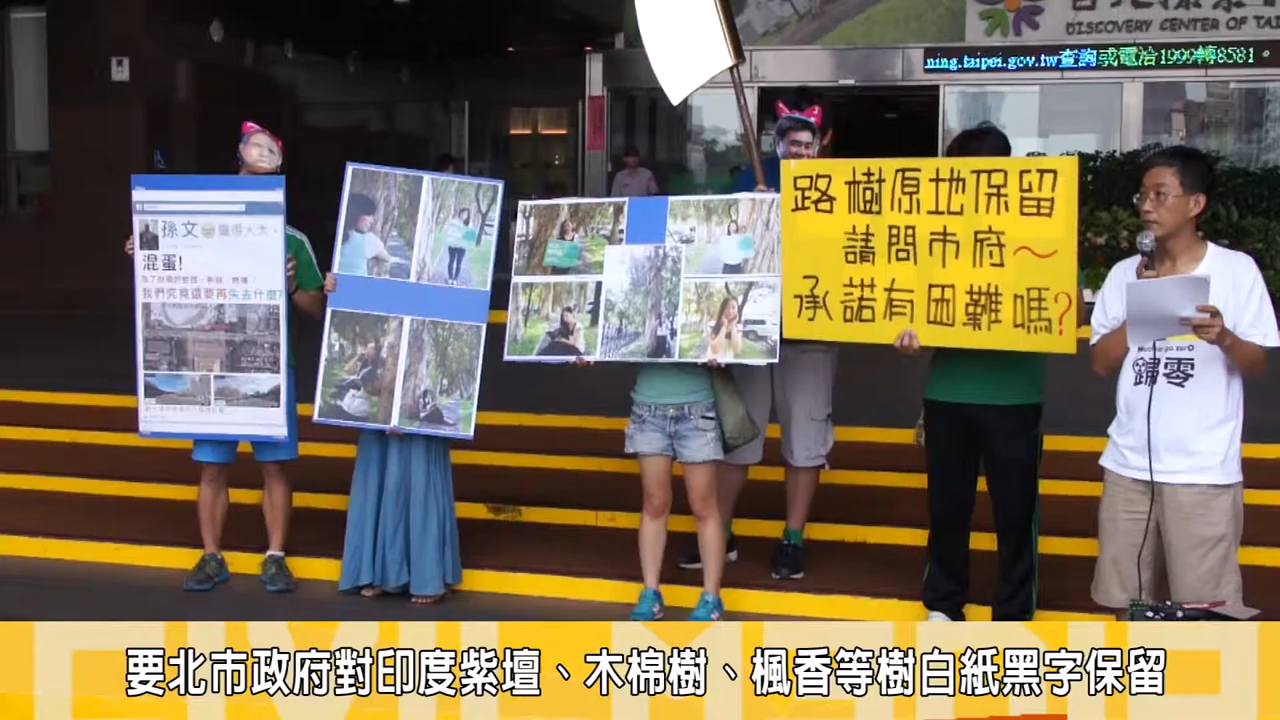 DISCOVERY CENTER OF TAI
ning.taipei.gov.tw查詢或電洽1999轉8581。
孫文
混蛋!
我們究竟還要再失去什麼?
路樹原地保留
請問市府~
承諾有困難嗎?
歸零
要北市政府對印度紫壇、木棉樹、楓香等樹白紙黑字保留